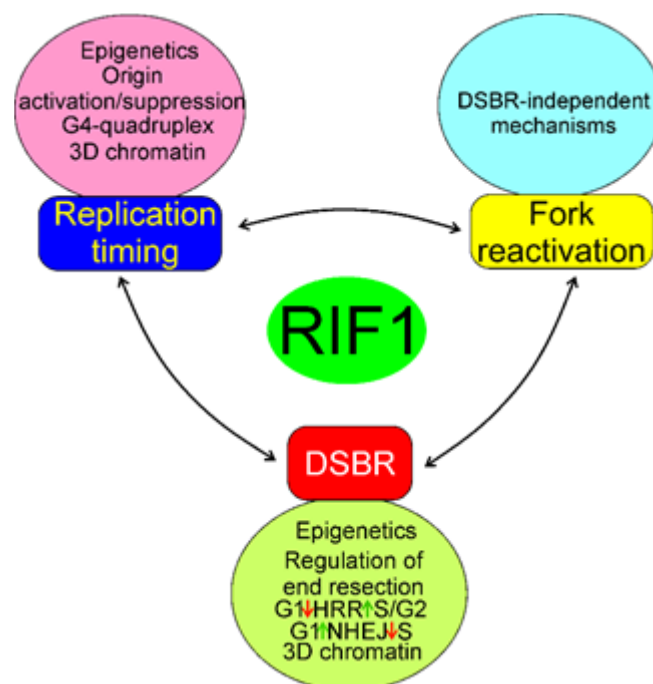 Epigenetics
Origin
activation/suppression
G4-quadruplex
3D chromatin
Replication
timing
DSBR-independent
mechanisms
Fork
reactivation
RIF1
DSBR
Epigenetics
Regulation of
end resection
G1↓HRR↑S/G2
G1↑NHEJ↓S
3D chromatin